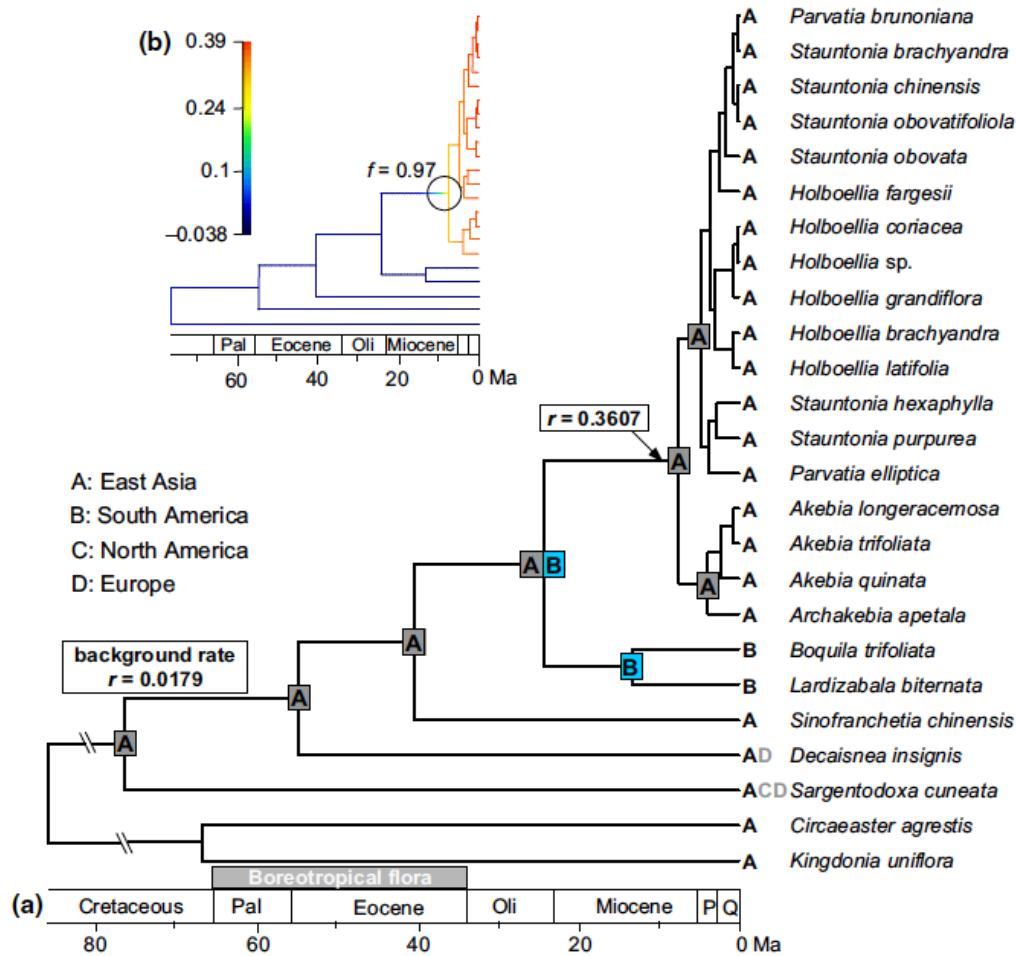 (b)
0.39
0.24
0.1
–0.038
f = 0.97
Pal Eocene Oli Miocene
60 40 20 0 Ma
A Parvatia brunoniana
A Stauntonia brachyandra
A Stauntonia chinensis
A Stauntonia obovatifoliola
A Stauntonia obovata
A Holboellia fargesii
A Holboellia coriacea
A Holboellia sp.
A Holboellia grandiflora
A Holboellia brachyandra
A Holboellia latifolia
A Stauntonia hexaphylla
A Stauntonia purpurea
A Parvatia elliptica
A Akebia longeracemosa
A Akebia trifoliata
A Akebia quinata
A Archakebia apetala
B Boquila trifoliata
B Lardizabala biternata
A Sinofranchetia chinensis
AD Decaisnea insignis
ACD Sargentodoxa cuneata
A Circaeaster agrestis
A Kingdonia uniflora
A
r = 0.3607
A
A
A B
B
A
A
A
A: East Asia
B: South America
C: North America
D: Europe
background rate
r = 0.0179
Boreotropical flora
(a)
Cretaceous Pal Eocene Oli Miocene P Q
80 60 40 20 0 Ma